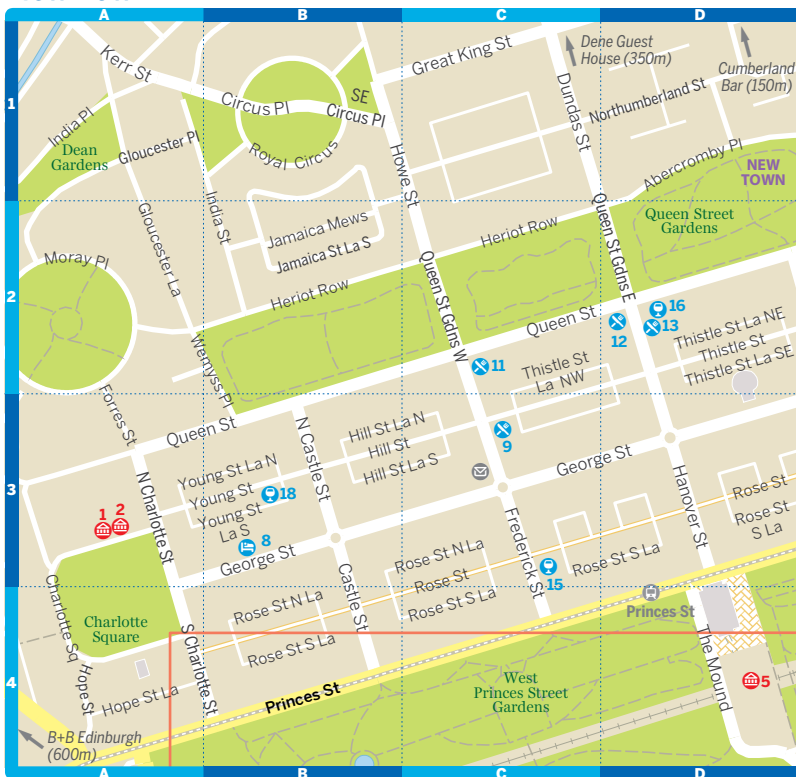 A
B
C
D
1
Kerr St
Great King St
Dene Guest
House (350m)
Cumberland
Bar (150m)
SE
Circus Pl
Circus Pl
Dundas St
Northumberland St
India Pl
Gloucester Pl
Dean
Gardens
Royal Circus
Howe St
Abercromby Pl
NEW
TOWN
India St
Gloucester La
Jamaica Mews
Jamaica St La S
Heriot Row
Queen St Gdns E
Queen Street
Gardens
2
Moray Pl
Heriot Row
Queen St Gdns W
Queen St
16
13
12
Thistle St La NE
Thistle St
Thistle St La SE
Wemyss Pl
11
Thistle St
La NW
Forres St
Queen St
N Castle St
Hill St La N
Hill St
Hill St La S
9
George St
3
N Charlotte St
Young St La N
Young St
Young St
La S
18
1
2
8
George St
Hanover St
Rose St
Rose St
S La
Frederick St
Rose St N La
Rose St
Rose St S La
Rose St S La
15
Castle St
Charlotte Sq
Charlotte
Square
S Charlotte St
Rose St N La
Rose St S La
Princes St
The Mound
4
Hope St
Hope St La
Princes St
West
Princes Street
Gardens
5
B+B Edinburgh
(600m)
A
B
C
D